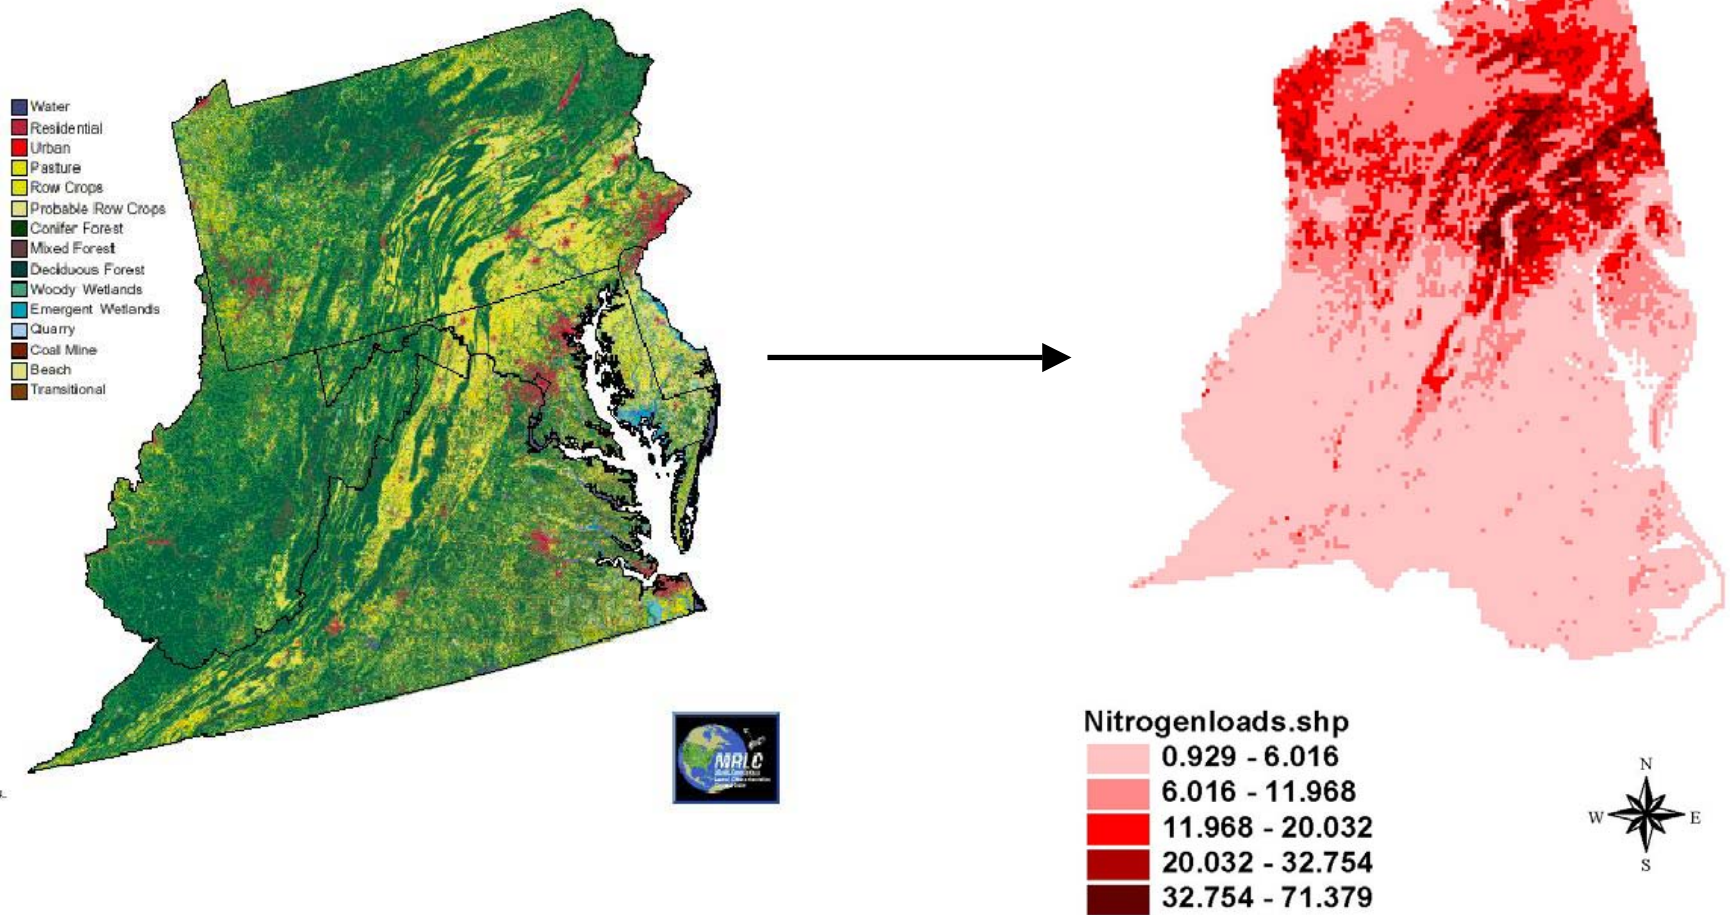 Water
Residential
Urban
Pasture
Row Crops
Probable Row Crops
Conifer Forest
Mixed Forest
Deciduous Forest
Woody Wetlands
Emergent Wetlands
Quarry
Coal Mine
Beach
Transitional
MRLC
Nitrogenloads.shp
0.929 - 6.016
6.016 - 11.968
11.968 - 20.032
20.032 - 32.754
32.754 - 71.379
N
W E
S